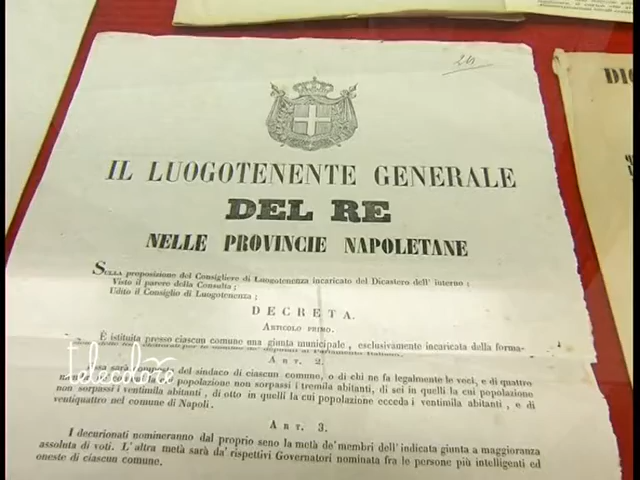 IL LUOGOTENENTE GENERALE
DEL RE
NELLE PROVINCIE NAPOLETANE
SULLA proposizione del Consigliere di Luogotenenza incaricato del Dicastero dell' interno;
Visto il parere della Consulta;
Udito il Consiglio di Luogotenenza;
DECRETA.
ARTICOLO PRIMO.
È istituita presso ciascun comune una giunta municipale, esclusivamente incaricata della forma-
ART. 2.
sarà del sindaco di ciascun comune, o di chi ne fa legalmente le veci, e di quattro
popolazione non sorpassi i tremila abitanti, di sei in quelli la cui popolazione
non sorpassi i ventimila abitanti, di otto in quelli la cui popolazione ecceda i ventimila abitanti, e di
ventiquattro nel comune di Napoli.
ART. 3.
I decurionati nomineranno dal proprio seno la metà de' membri dell' indicata giunta a maggioranza
assoluta di voti. L' altra metà sarà da' rispettivi Governatori nominata fra le persone più intelligenti ed
oneste di ciascun comune.
telecolore